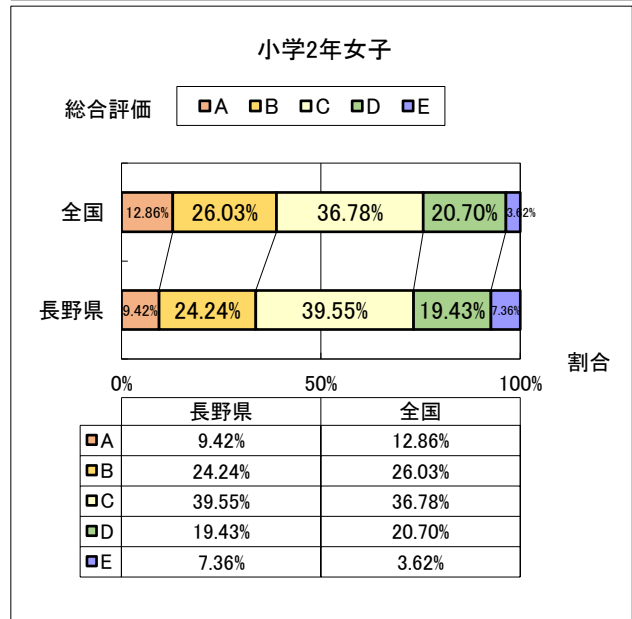 小学2年女子
総合評価 A B C D E
全国 12.86% 26.03% 36.78% 20.70% 3.62%
長野県 9.42% 24.24% 39.55% 19.43% 7.36%
0% 50% 100% 割合
長野県 全国
A 9.42% 12.86%
B 24.24% 26.03%
C 39.55% 36.78%
D 19.43% 20.70%
E 7.36% 3.62%